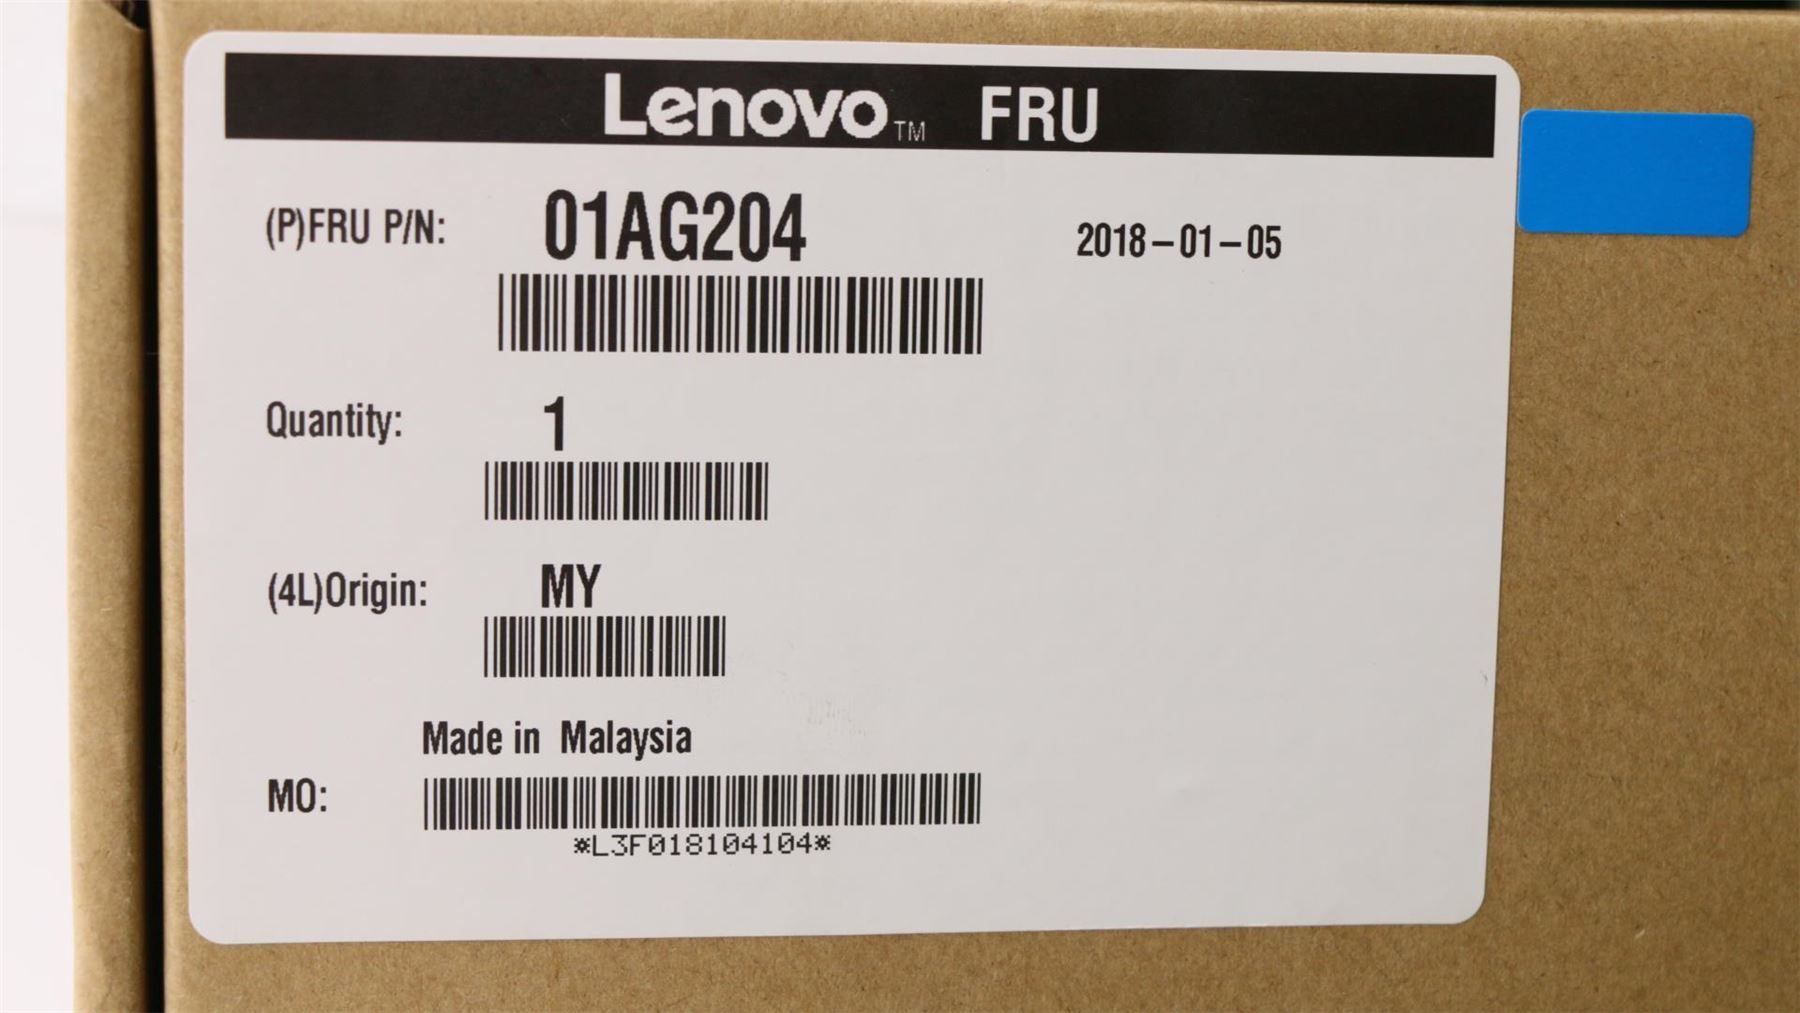 Lenovo™ FRU
(P)FRU P/N: 01AG204 2018-01-05
Quantity: 1
(4L)Origin: MY
Made in Malaysia
MO:
*L3F018104104*